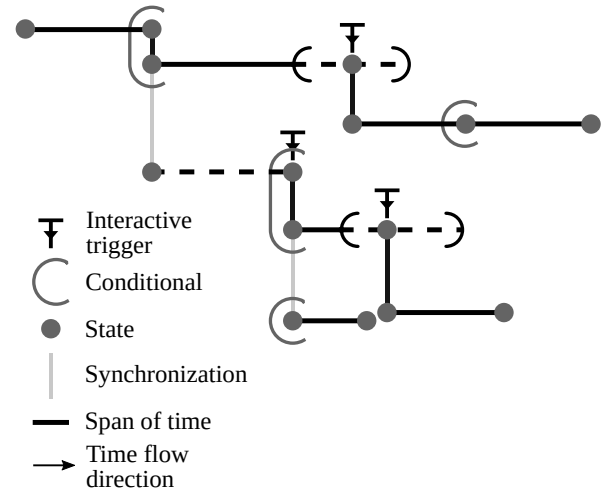 Interactive
trigger
Conditional
State
Synchronization
Span of time
Time flow
direction